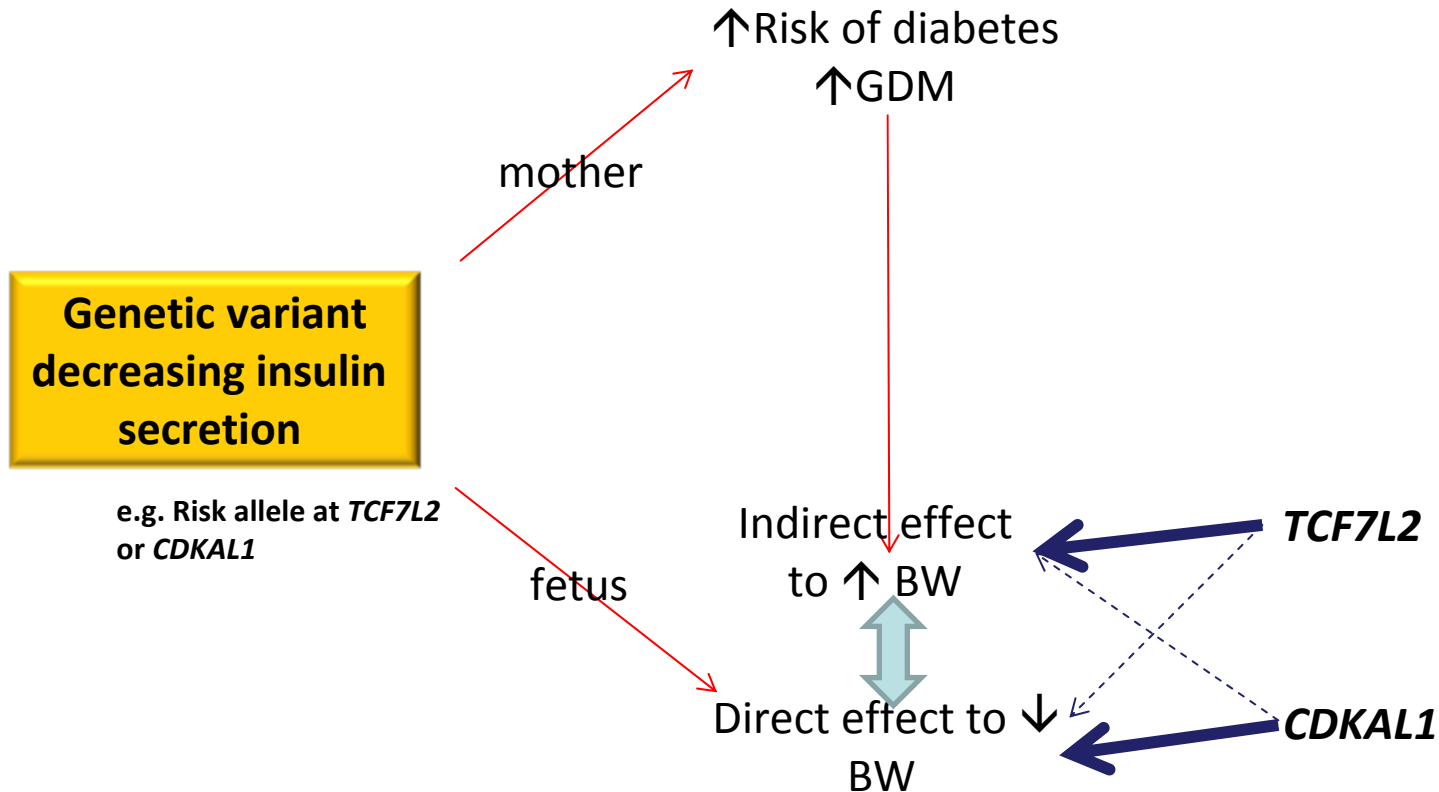 ↑Risk of diabetes
↑GDM
mother
Genetic variant
decreasing insulin
secretion
e.g. Risk allele at TCF7L2
or CDKAL1
fetus
Indirect effect
to ↑ BW
TCF7L2
Direct effect to ↓
BW
CDKAL1